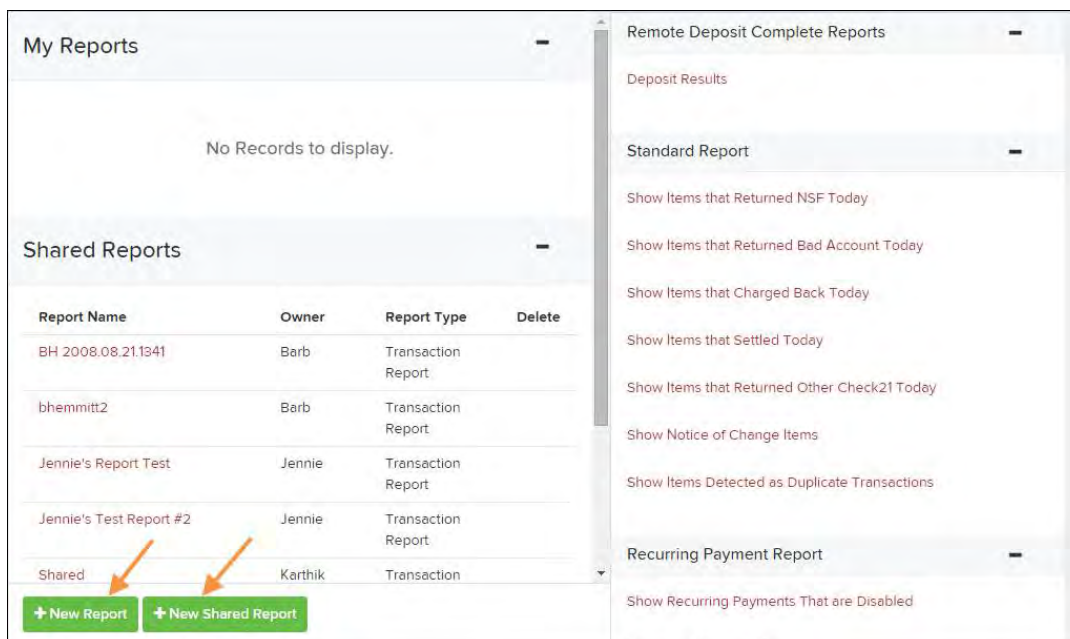 My Reports
No Records to display.
Shared Reports
Report Name Owner Report Type Delete
BH 2008.08.21.1341 Barb Transaction
Report
bhemmitt2 Barb Transaction
Report
Jennie's Report Test Jennie Transaction
Report
Jennie's Test Report #2 Jennie Transaction
Report
Shared Karthik Transaction
+ New Report + New Shared Report
Remote Deposit Complete Reports
Deposit Results
Standard Report
Show Items that Returned NSF Today
Show Items that Returned Bad Account Today
Show Items that Charged Back Today
Show Items that Settled Today
Show Items that Returned Other Check21 Today
Show Notice of Change Items
Show Items Detected as Duplicate Transactions
Recurring Payment Report
Show Recurring Payments That are Disabled